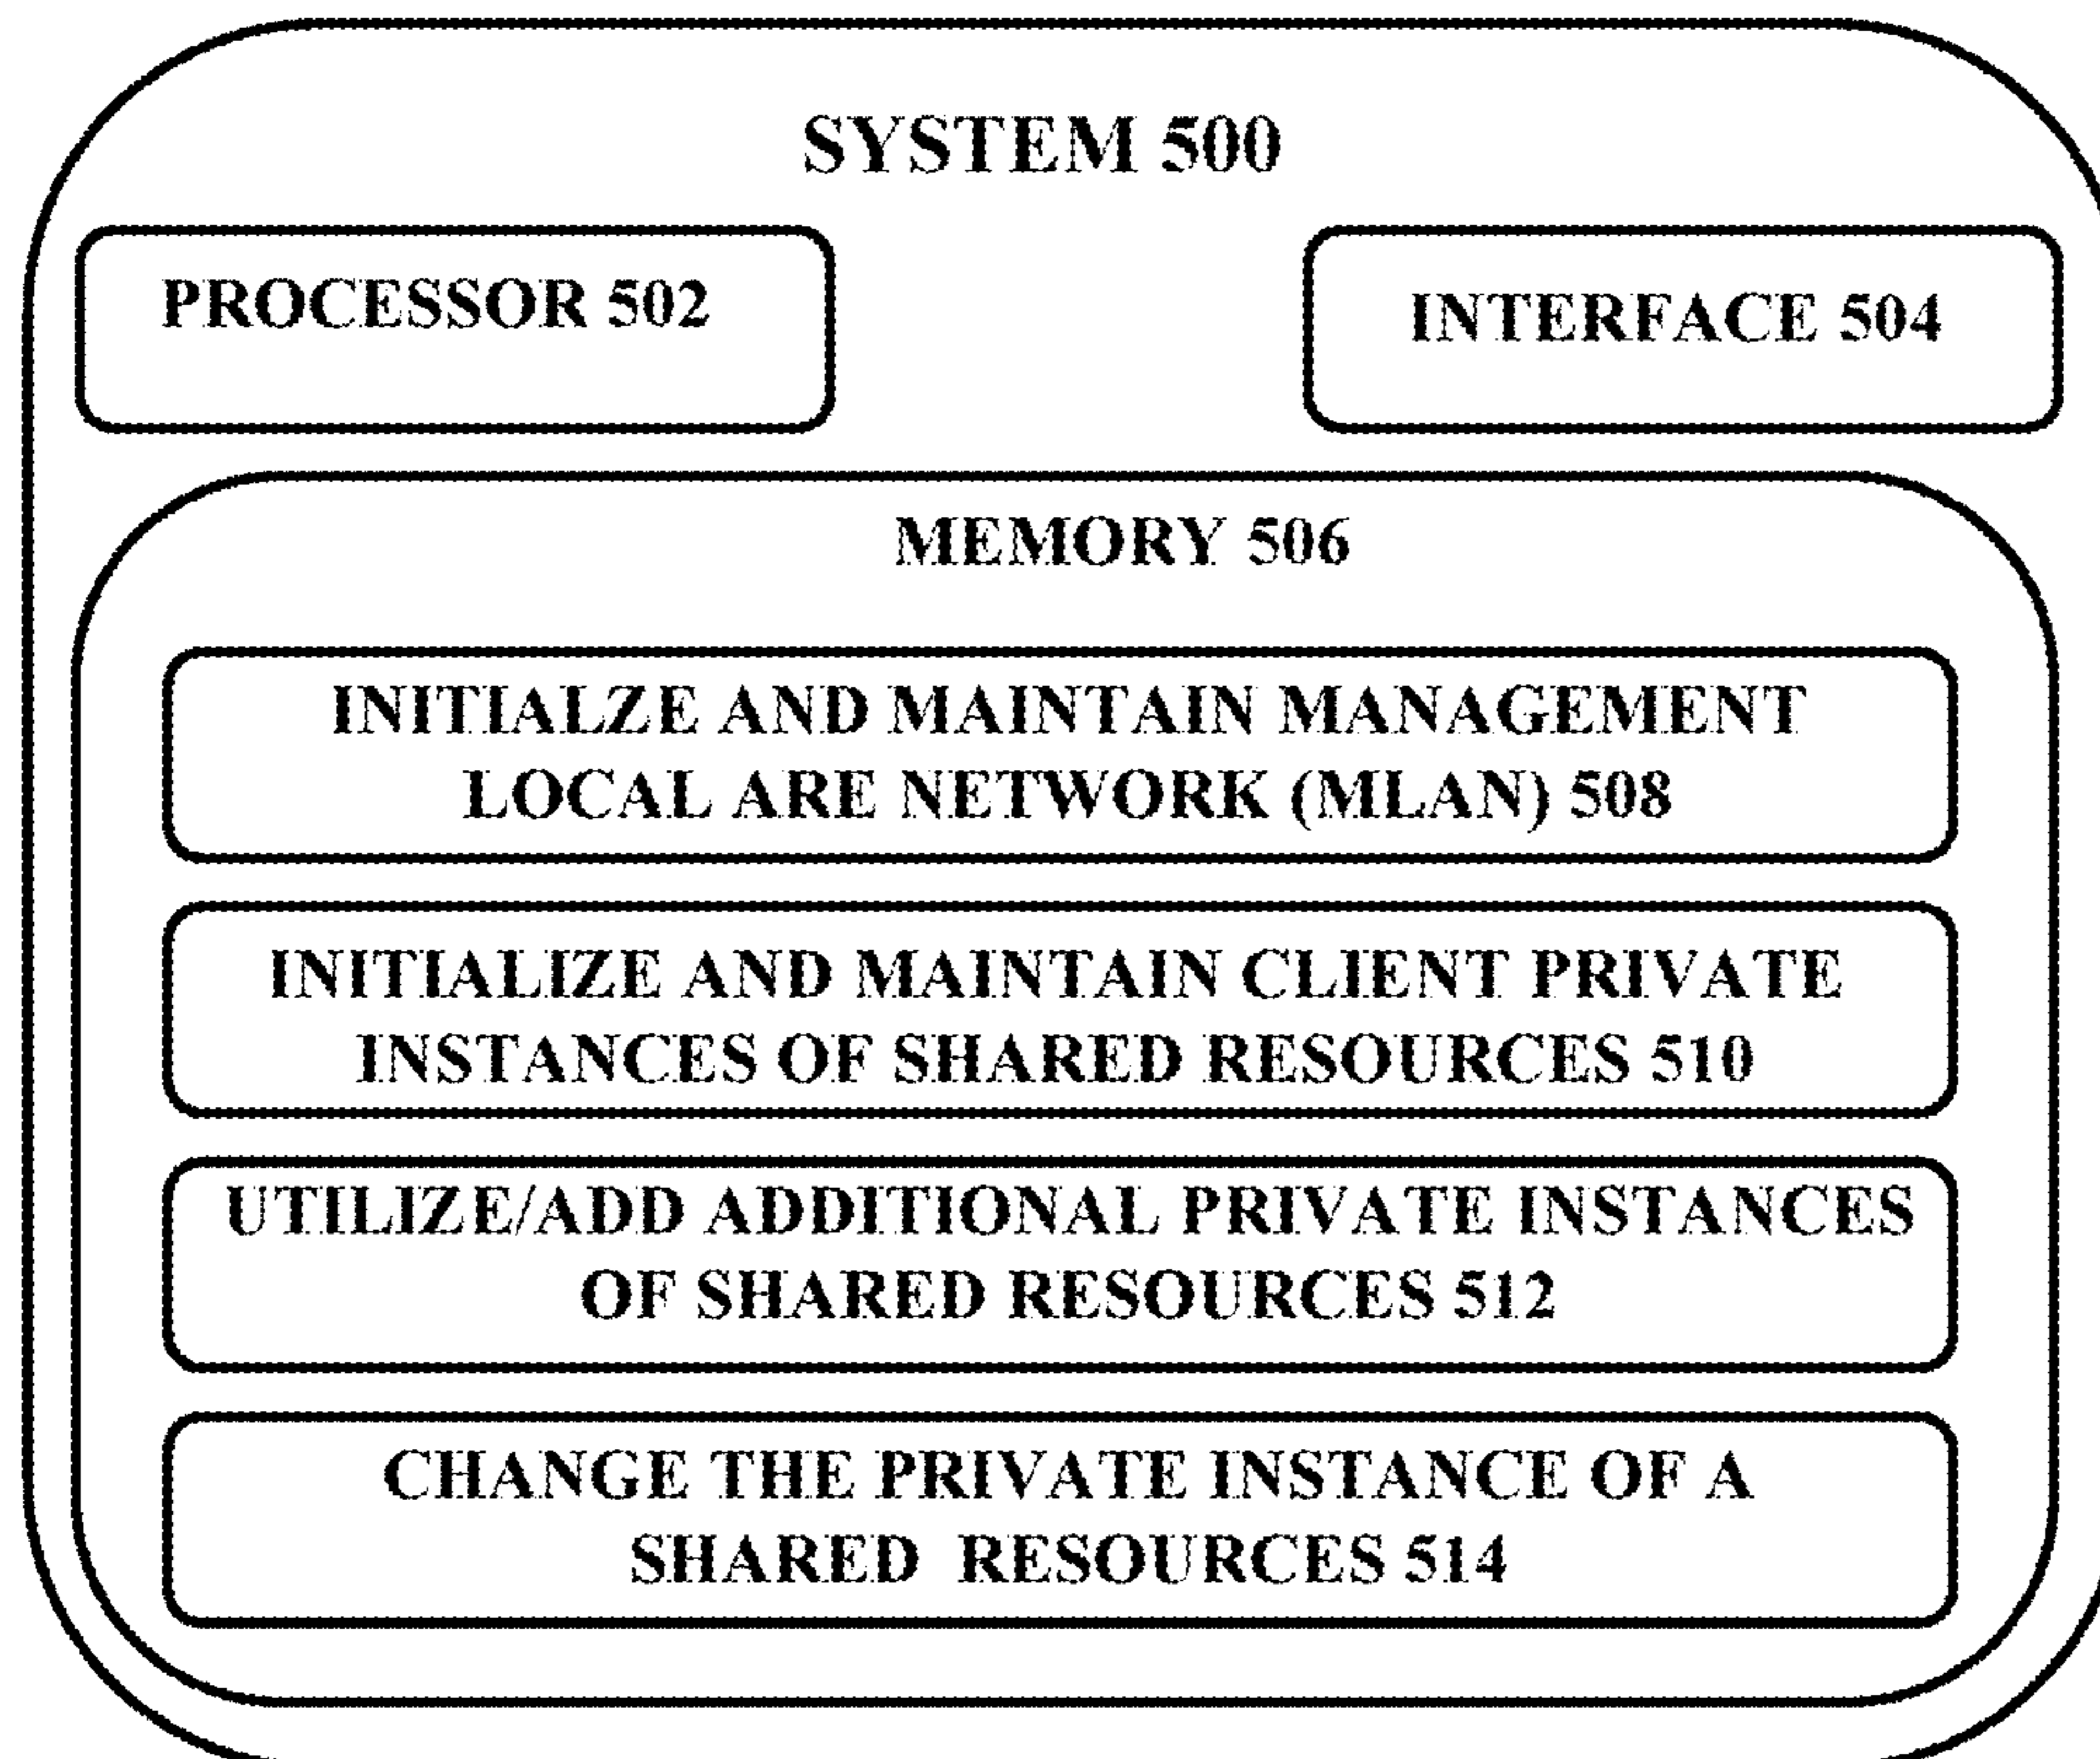 SYSTEM 500
PROCESSOR 502
INTERFACE 504
MEMORY 506
INITIALZE AND MAINTAIN MANAGEMENT
LOCAL ARE NETWORK (MLAN) 508
INITIALIZE AND MAINTAIN CLIENT PRIVATE
INSTANCES OF SHARED RESOURCES 510
UTILIZE/ADD ADDITIONAL PRIVATE INSTANCES
OF SHARED RESOURCES 512
CHANGE THE PRIVATE INSTANCE OF A
SHARED RESOURCES 514